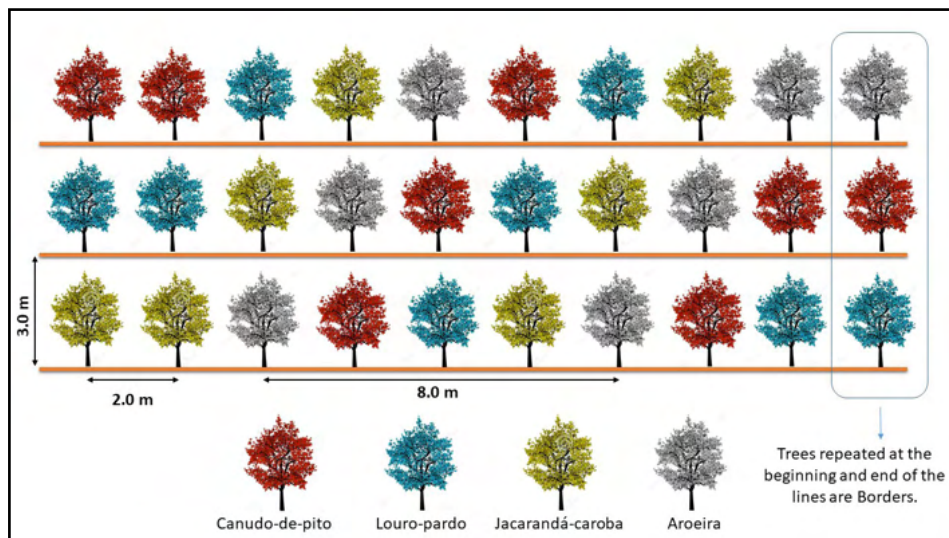 3.0 m
2.0 m
8.0 m
Trees repeated at the
beginning and end of the
lines are Borders.
Canudo-de-pito
Louro-pardo
Jacarandá-caroba
Aroeira